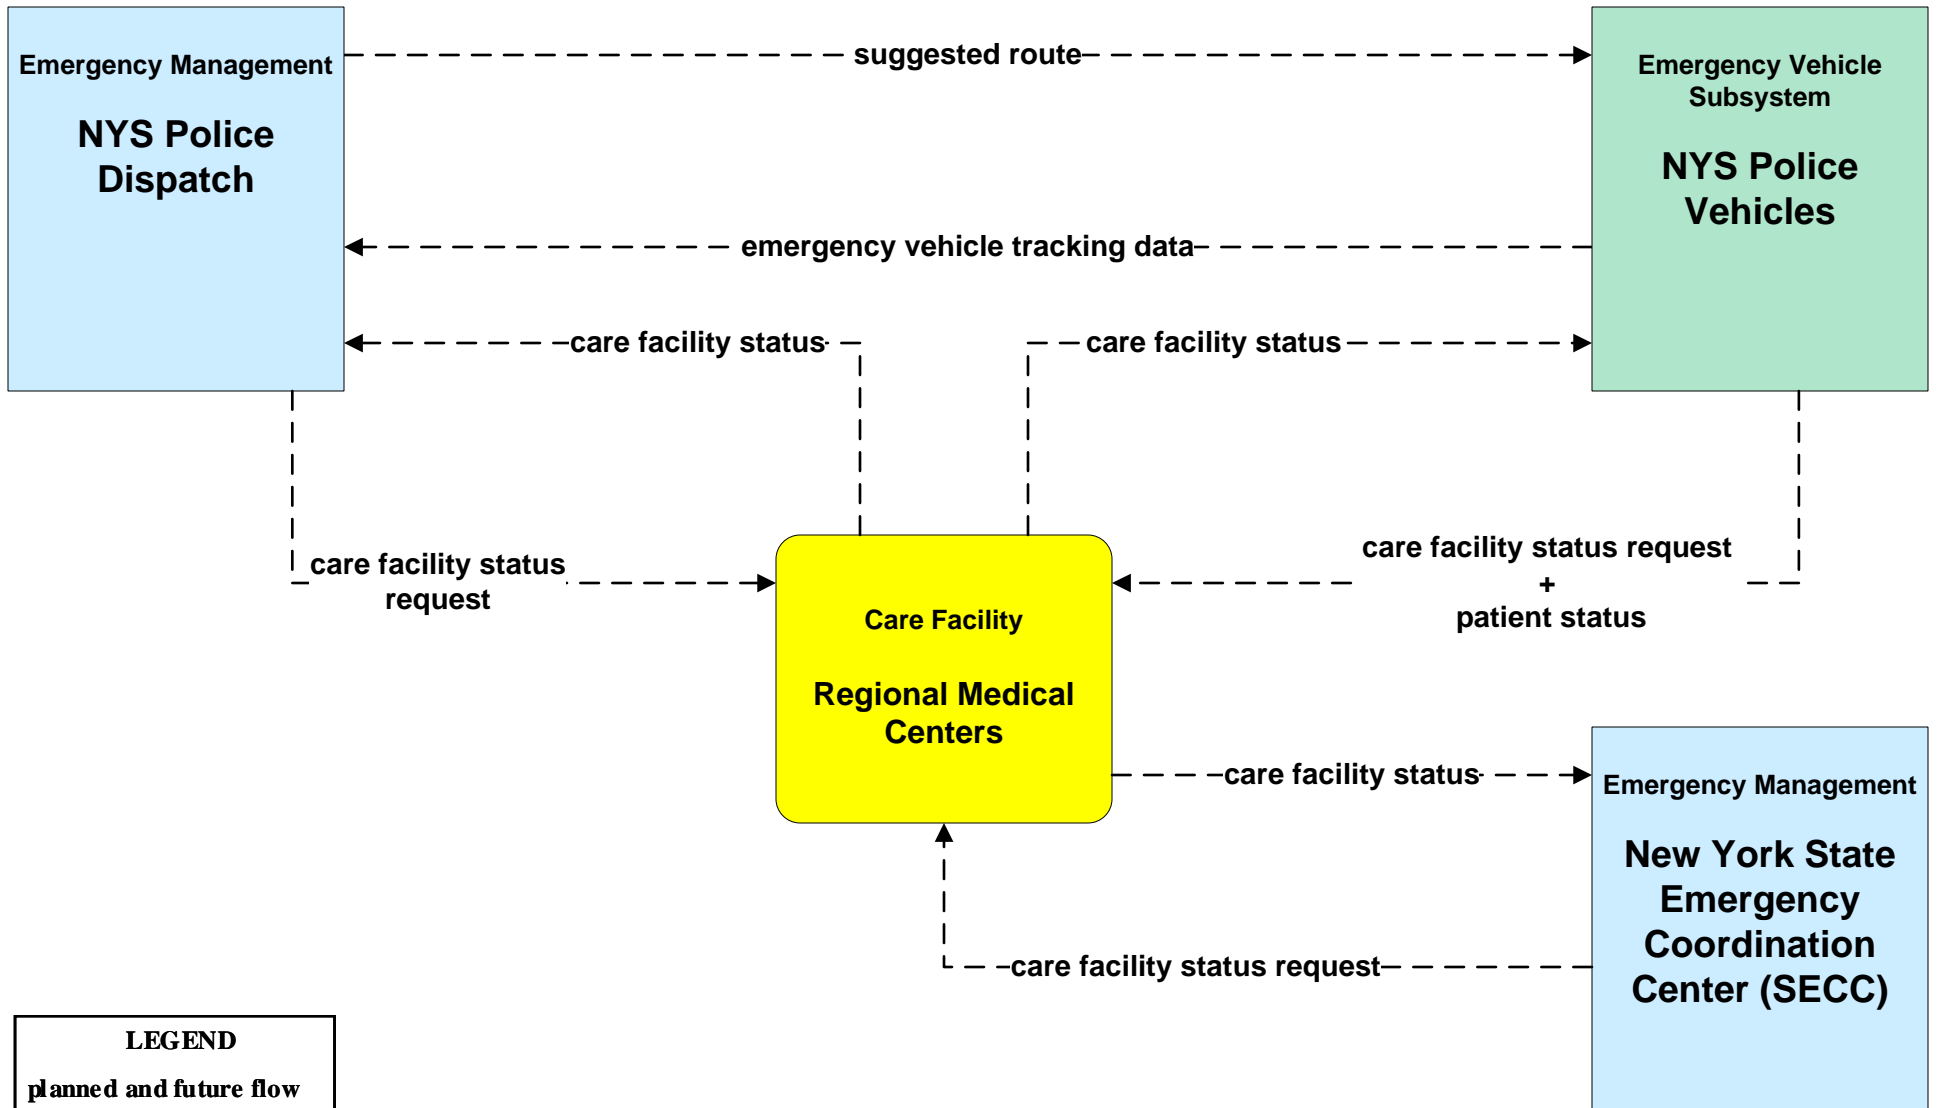 Emergency Management
NYS Police
Dispatch
suggested route
Emergency Vehicle
Subsystem
NYS Police
Vehicles
emergency vehicle tracking data
care facility status
care facility status
care facility status
request
care facility status request
+
patient status
Care Facility
Regional Medical
Centers
care facility status
Emergency Management
New York State
Emergency
Coordination
Center (SECC)
care facility status request
LEGEND
planned and future flow